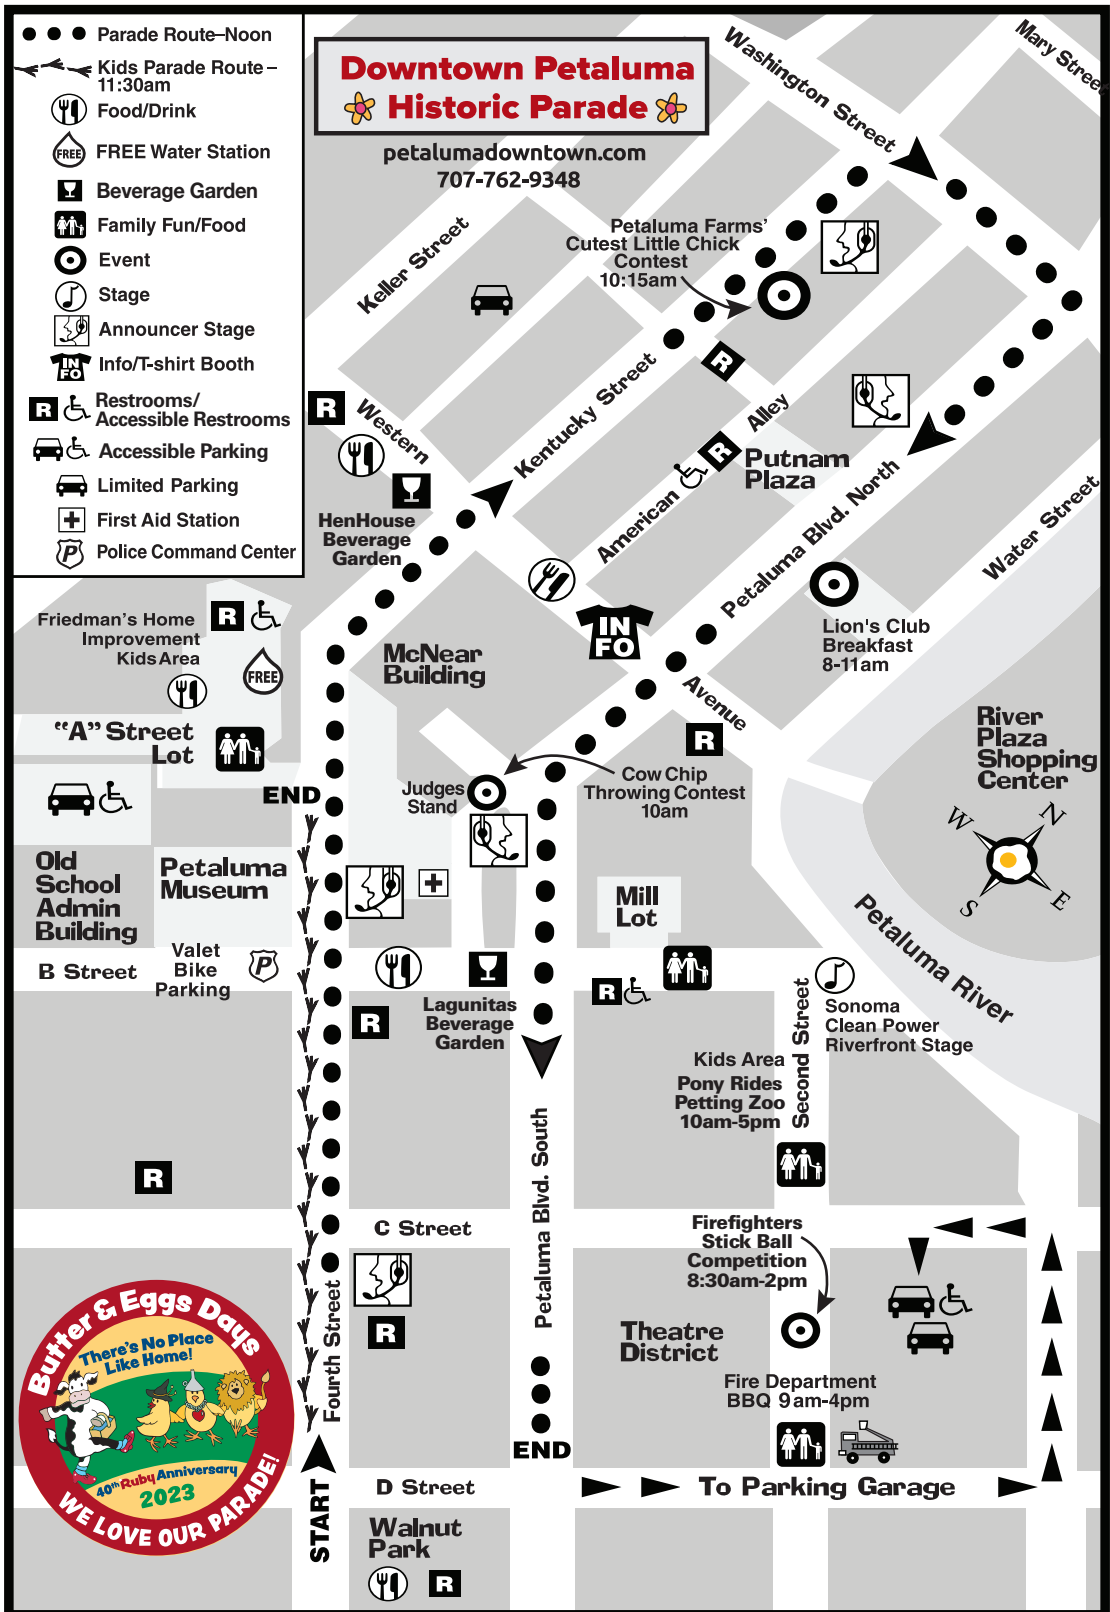 Parade Route–Noon
Kids Parade Route –
11:30am
Food/Drink
FREE
FREE Water Station
Beverage Garden
Family Fun/Food
Event
Stage
Announcer Stage
IN
FO
Info/T-shirt Booth
R
Restrooms/
Accessible Restrooms
Accessible Parking
Limited Parking
First Aid Station
P
Police Command Center
Downtown Petaluma
Historic Parade
petalumadowntown.com
707-762-9348
Washington Street
Mary Street
Keller Street
Petaluma Farms’
Cutest Little Chick
Contest
10:15am
Kentucky Street
R
R
Western
Alley
R
American
Putnam
Plaza
Petaluma Blvd. North
Water Street
HenHouse
Beverage
Garden
Friedman’s Home
Improvement
Kids Area
R
FREE
McNear
Building
IN
FO
Lion's Club
Breakfast
8-11am
Avenue
R
River
Plaza
Shopping
Center
“A” Street
Lot
END
Judges
Stand
Cow Chip
Throwing Contest
10am
W
N
S
E
Old
School
Admin
Building
Petaluma
Museum
Mill
Lot
Petaluma River
B Street
Valet
Bike
Parking
P
R
Lagunitas
Beverage
Garden
R
Second Street
Sonoma
Clean Power
Riverfront Stage
Kids Area
Pony Rides
Petting Zoo
10am-5pm
R
Petaluma Blvd. South
C Street
Firefighters
Stick Ball
Competition
8:30am-2pm
Fourth Street
R
Theatre
District
Fire Department
BBQ 9am-4pm
END
Butter & Eggs Days
There’s No Place
Like Home!
40th Ruby Anniversary
2023
WE LOVE OUR PARADE!
START
D Street
To Parking Garage
Walnut
Park
R